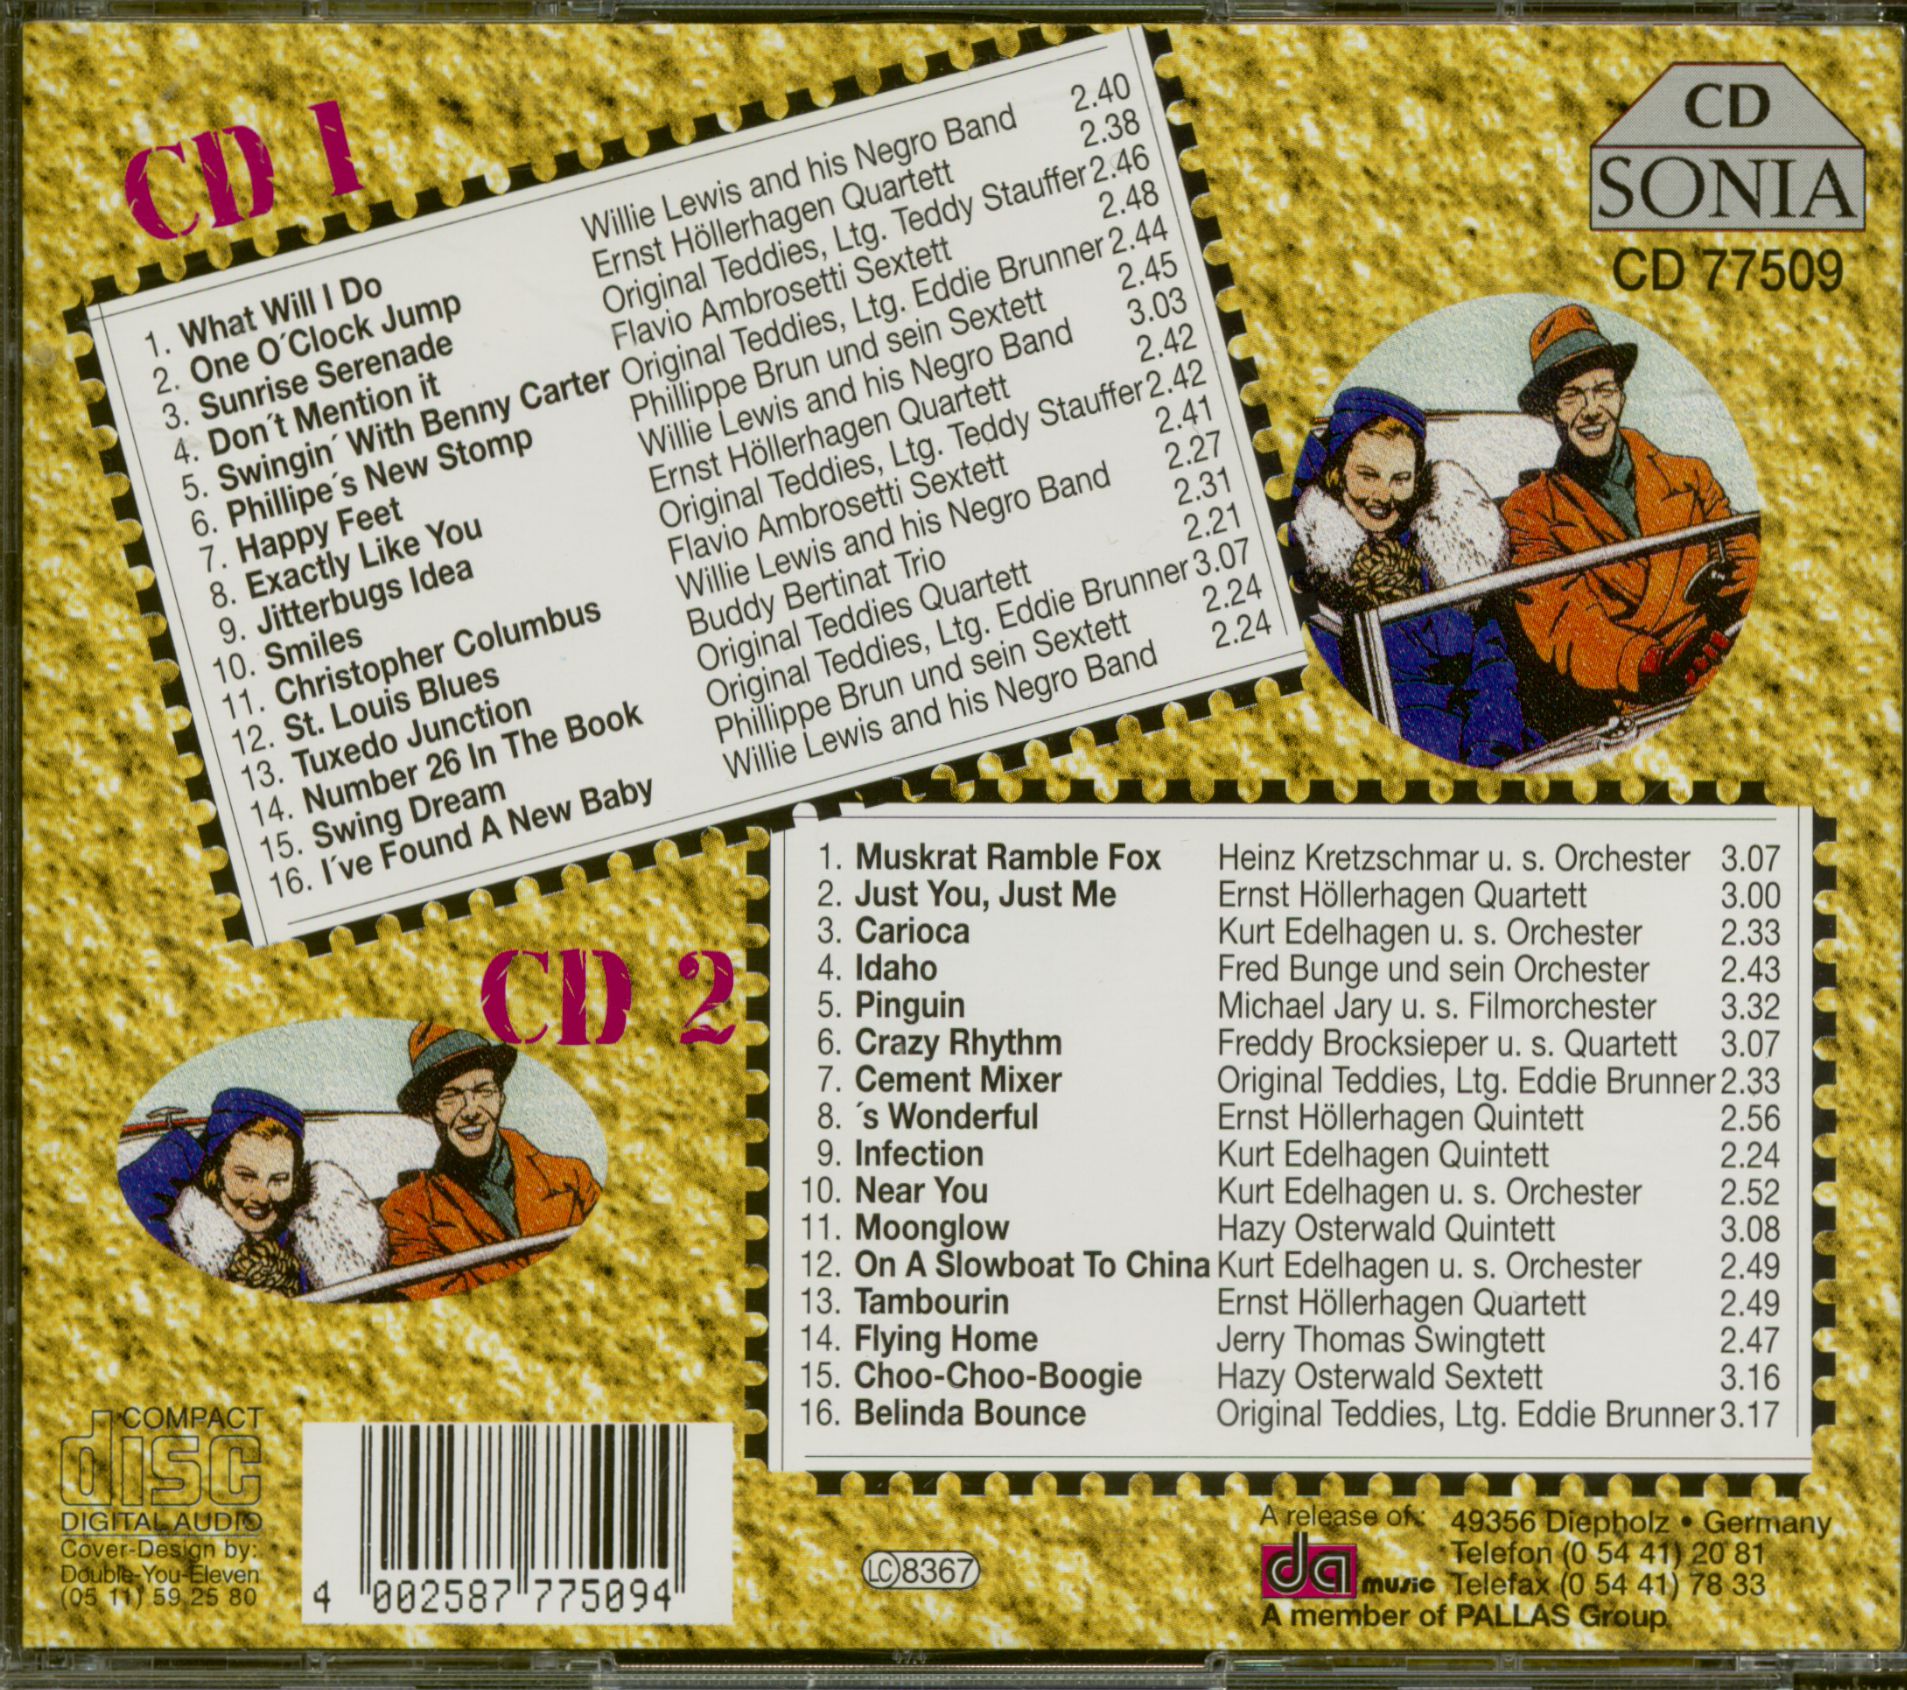 CD 1
1. What Will I Do Willie Lewis and his Negro Band 2.40
2. One O´Clock Jump Ernst Höllerhagen Quartett 2.38
3. Sunrise Serenade Original Teddies, Ltg. Teddy Stauffer 2.46
4. Don´t Mention it Flavio Ambrosetti Sextett 2.48
5. Swingin´ With Benny Carter Original Teddies, Ltg. Eddie Brunner 2.44
6. Phillipe´s New Stomp Phillippe Brun und sein Sextett 2.45
7. Happy Feet Willie Lewis and his Negro Band 3.03
8. Exactly Like You Ernst Höllerhagen Quartett 2.42
9. Jitterbugs Idea Original Teddies, Ltg. Teddy Stauffer 2.42
10. Smiles Flavio Ambrosetti Sextett 2.41
11. Christopher Columbus Willie Lewis and his Negro Band 2.27
12. St. Louis Blues Buddy Bertinat Trio 2.31
13. Tuxedo Junction Original Teddies Quartett 2.21
14. Number 26 In The Book Original Teddies, Ltg. Eddie Brunner 3.07
15. Swing Dream Phillippe Brun und sein Sextett 2.24
16. I´ve Found A New Baby Willie Lewis and his Negro Band 2.24
CD
SONIA
CD 77509
CD 2
1. Muskrat Ramble Fox Heinz Kretzschmar u. s. Orchester 3.07
2. Just You, Just Me Ernst Höllerhagen Quartett 3.00
3. Carioca Kurt Edelhagen u. s. Orchester 2.33
4. Idaho Fred Bunge und sein Orchester 2.43
5. Pinguin Michael Jary u. s. Filmorchester 3.32
6. Crazy Rhythm Freddy Brocksieper u. s. Quartett 3.07
7. Cement Mixer Original Teddies, Ltg. Eddie Brunner 2.33
8. ´s Wonderful Ernst Höllerhagen Quintett 2.56
9. Infection Kurt Edelhagen Quintett 2.24
10. Near You Kurt Edelhagen u. s. Orchester 2.52
11. Moonglow Hazy Osterwald Quintett 3.08
12. On A Slowboat To China Kurt Edelhagen u. s. Orchester 2.49
13. Tambourin Ernst Höllerhagen Quartett 2.49
14. Flying Home Jerry Thomas Swingtett 2.47
15. Choo-Choo-Boogie Hazy Osterwald Sextett 3.16
16. Belinda Bounce Original Teddies, Ltg. Eddie Brunner 3.17
COMPACT
disc
DIGITAL AUDIO
Cover-Design by:
Double-You-Eleven
(05 11) 59 25 80
4 002587 775094
LC 8367
A release of: 49356 Diepholz • Germany
Telefon (0 54 41) 20 81
da music Telefax (0 54 41) 78 33
A member of PALLAS Group
474